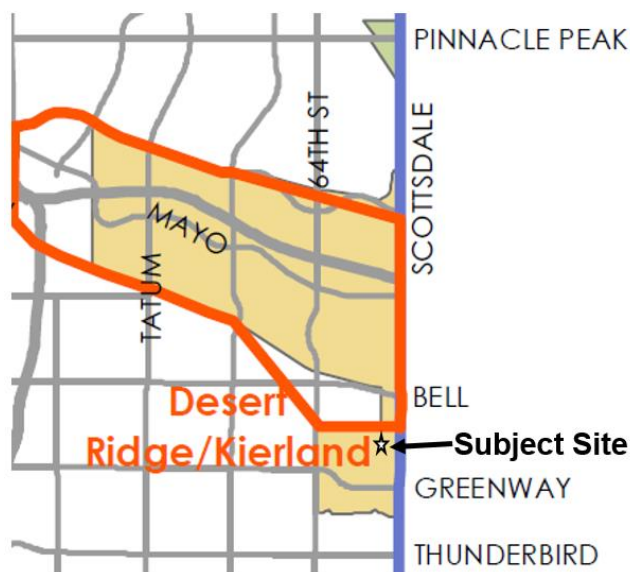 PINNACLE PEAK
64TH ST
SCOTTSDALE
MAYO
TATUM
BELL
Desert
Ridge/Kierland
Subject Site
GREENWAY
THUNDERBIRD